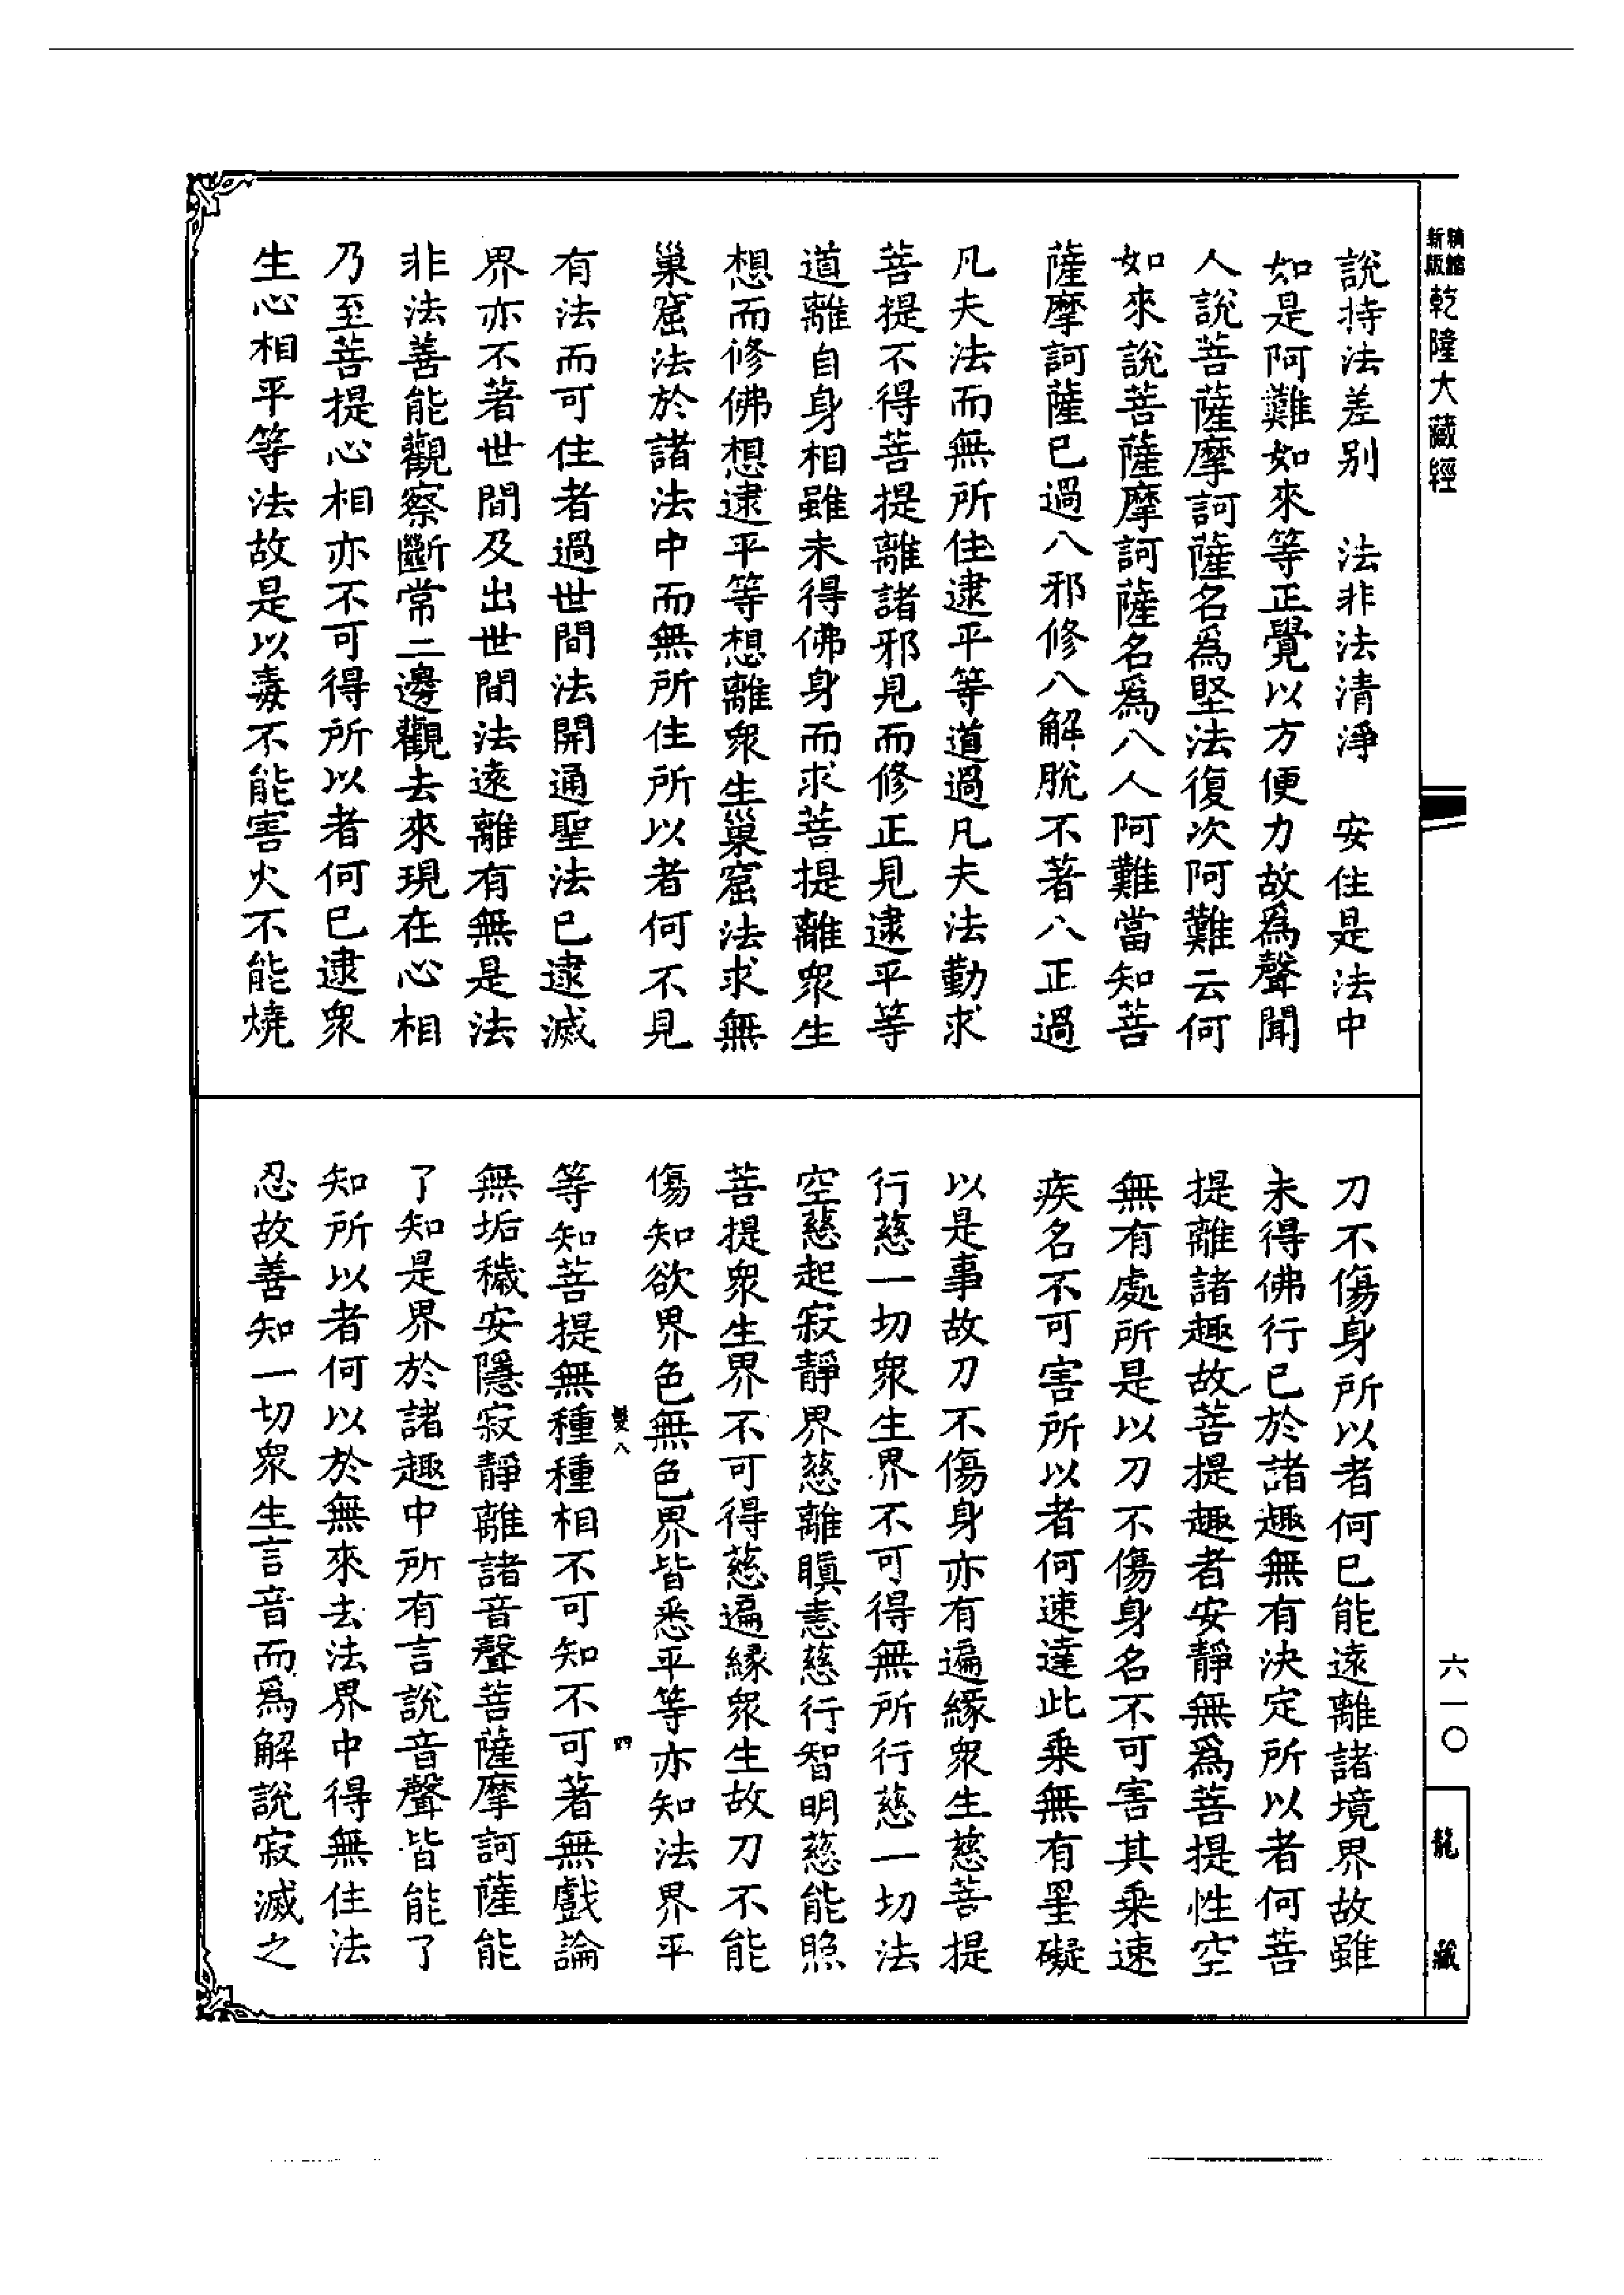 精縮
新版
乾隆大藏經
說持法差別　法非法清淨　安住是法中
如是阿難如來等正覺以方便力故爲聲聞
人說菩薩摩訶薩名爲堅法復次阿難云何
如來說菩薩摩訶薩名爲八人阿難當知菩
薩摩訶薩已過八邪修八解脫不著八正過
凡夫法而無所住逮平等道過凡夫法勤求
菩提不得菩提離諸邪見而修正見逮平等
道離自身相雖未得佛身而求菩提離衆生
想而修佛想逮平等想離衆生巢窟法求無
巢窟法於諸法中而無所住所以者何不見
有法而可住者過世間法開通聖法已逮滅
界亦不著世間及出世間法遠離有無是法
非法善能觀察斷常二邊觀去來現在心相
乃至菩提心相亦不可得所以者何已逮衆
生心相平等法故是以毒不能害火不能燒
刀不傷身所以者何已能遠離諸境界故雖
未得佛行已於諸趣無有決定所以者何菩
提離諸趣故菩提趣者安靜無爲菩提性空
無有處所是以刀不傷身名不可害其乘速
疾名不可害所以者何速達此乘無有罣礙
以是事故刀不傷身亦有遍緣衆生慈菩提
行慈一切衆生界不可得無所行慈一切法
空慈起寂靜界慈離瞋恚慈行智明慈能照
菩提衆生界不可得慈遍緣衆生故刀不能
傷知欲界色無色界皆悉平等亦知法界平
等知菩提無種種相不可知不可著無戲論
無垢穢安隱寂靜離諸音聲菩薩摩訶薩能
了知是界於諸趣中所有言說音聲皆能了
知所以者何以於無來去法界中得無住法
忍故善知一切衆生言音而爲解說寂滅之
八
四
六一〇
龍藏